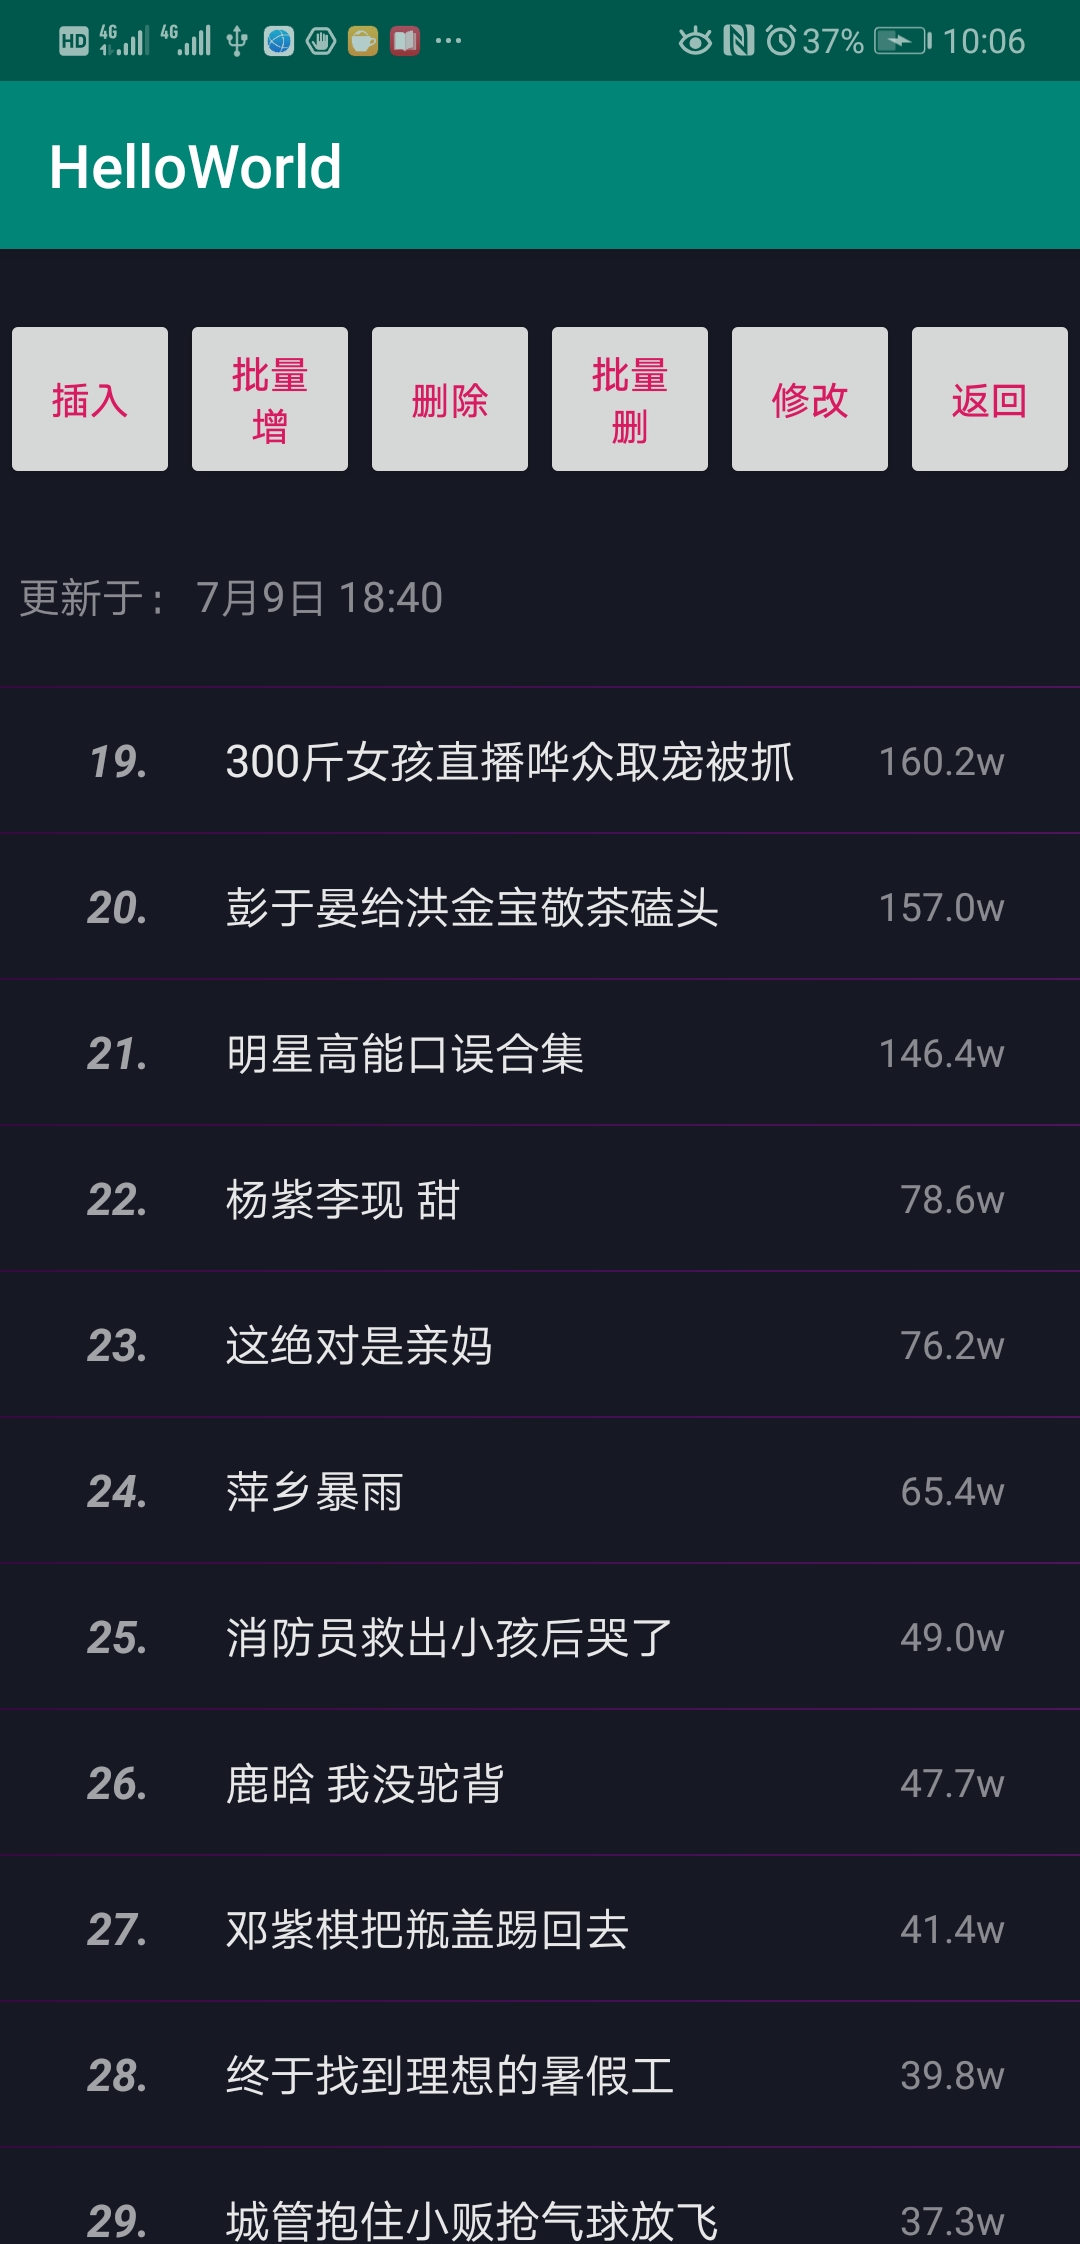 HD 4G 4G 37% 10:06
HelloWorld
插入
批量
增
删除
批量
删
修改
返回
更新于: 7月9日 18:40
19. 300斤女孩直播哗众取宠被抓 160.2w
20. 彭于晏给洪金宝敬茶磕头 157.0w
21. 明星高能口误合集 146.4w
22. 杨紫李现 甜 78.6w
23. 这绝对是亲妈 76.2w
24. 萍乡暴雨 65.4w
25. 消防员救出小孩后哭了 49.0w
26. 鹿晗 我没驼背 47.7w
27. 邓紫棋把瓶盖踢回去 41.4w
28. 终于找到理想的暑假工 39.8w
29. 城管抱住小贩抢气球放飞 37.3w